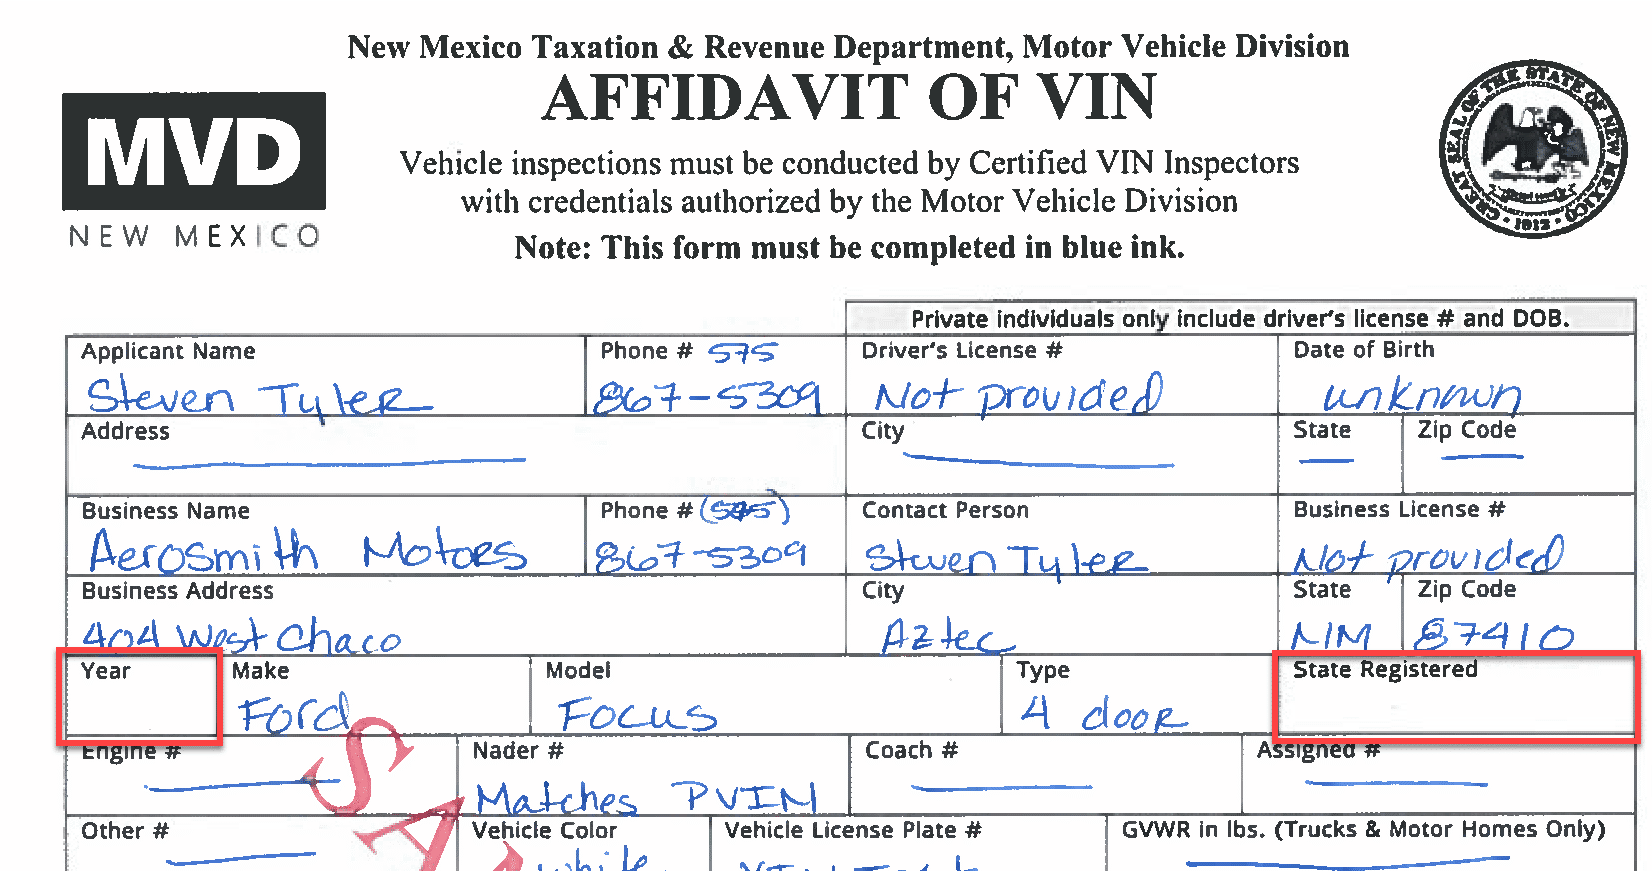 New Mexico Taxation & Revenue Department, Motor Vehicle Division
AFFIDAVIT OF VIN
MVD
NEW MEXICO
Vehicle inspections must be conducted by Certified VIN Inspectors
with credentials authorized by the Motor Vehicle Division
Note: This form must be completed in blue ink.
GREAT SEAL OF THE STATE OF NEW MEXICO · 1912 ·
Private individuals only include driver's license # and DOB.
Applicant Name Phone # 575 Driver's License # Date of Birth
Steven Tyler 867-5309 Not provided unknown
Address City State Zip Code
Business Name Phone # (575) Contact Person Business License #
Aerosmith Motors 867-5309 Steven Tyler Not provided
Business Address City State Zip Code
404 West Chaco Aztec NM 87410
Year Make Model Type State Registered
Ford Focus 4 door
Engine # Nader # Coach # Assigned #
Matches PVIN
Other # Vehicle Color Vehicle License Plate # GVWR in lbs. (Trucks & Motor Homes Only)
white